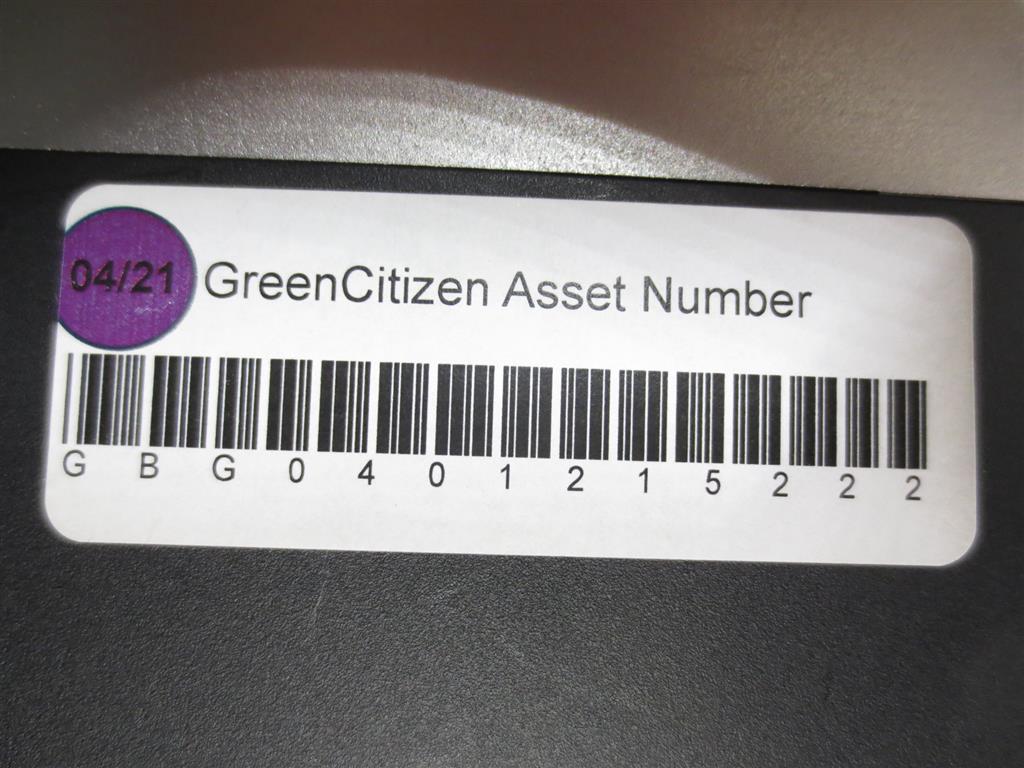 04/21 GreenCitizen Asset Number
G B G 0 4 0 1 2 1 5 2 2 2